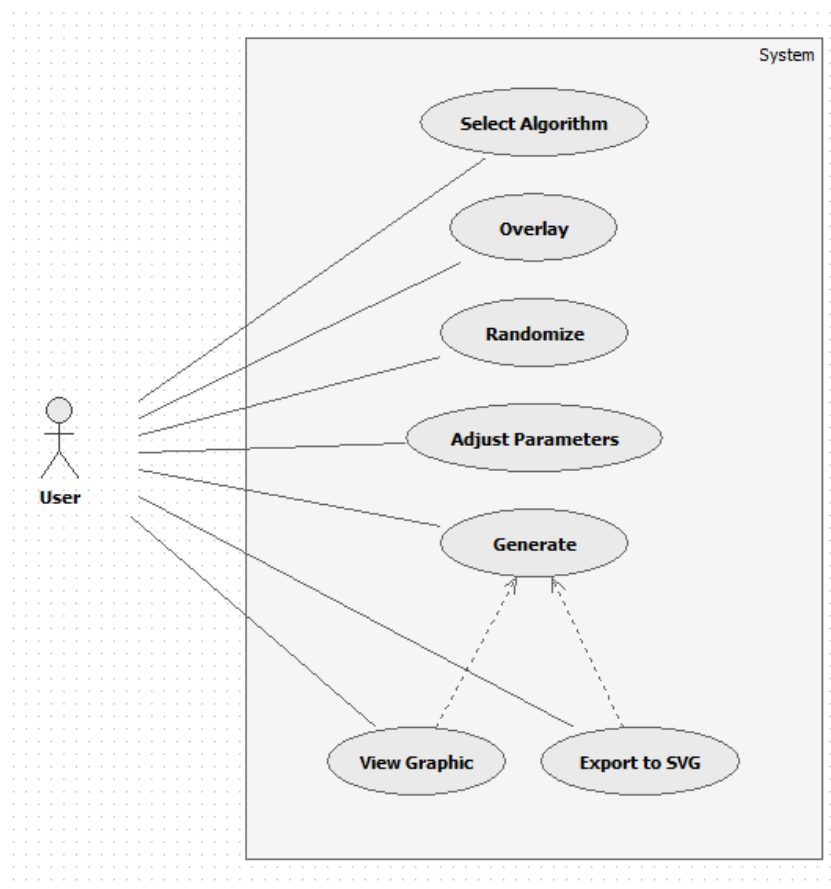 System
Select Algorithm
Overlay
Randomize
Adjust Parameters
User
Generate
View Graphic
Export to SVG